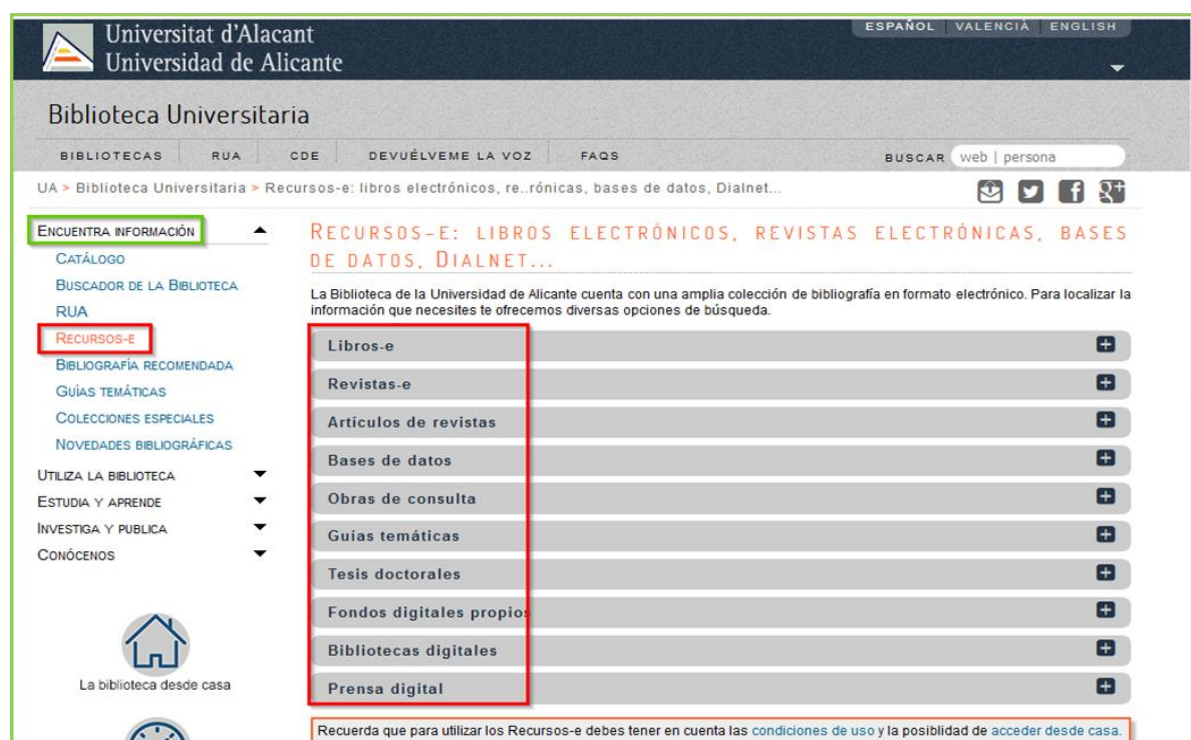 Universitat d'Alacant
Universidad de Alicante
ESPAÑOL VALENCIÀ ENGLISH
Biblioteca Universitaria
BIBLIOTECAS RUA CDE DEVUÉLVEME LA VOZ FAQS BUSCAR web | persona
UA > Biblioteca Universitaria > Recursos-e: libros electrónicos, re..rónicas, bases de datos, Dialnet...
ENCUENTRA INFORMACIÓN
CATÁLOGO
BUSCADOR DE LA BIBLIOTECA
RUA
RECURSOS-E
BIBLIOGRAFÍA RECOMENDADA
GUÍAS TEMÁTICAS
COLECCIONES ESPECIALES
NOVEDADES BIBLIOGRÁFICAS
UTILIZA LA BIBLIOTECA
ESTUDIA Y APRENDE
INVESTIGA Y PUBLICA
CONÓCENOS
La biblioteca desde casa
RECURSOS-E: LIBROS ELECTRÓNICOS, REVISTAS ELECTRÓNICAS, BASES
DE DATOS, DIALNET...
La Biblioteca de la Universidad de Alicante cuenta con una amplia colección de bibliografía en formato electrónico. Para localizar la
información que necesites te ofrecemos diversas opciones de búsqueda.
Libros-e
Revistas-e
Artículos de revistas
Bases de datos
Obras de consulta
Guías temáticas
Tesis doctorales
Fondos digitales propios
Bibliotecas digitales
Prensa digital
Recuerda que para utilizar los Recursos-e debes tener en cuenta las condiciones de uso y la posiblidad de acceder desde casa.